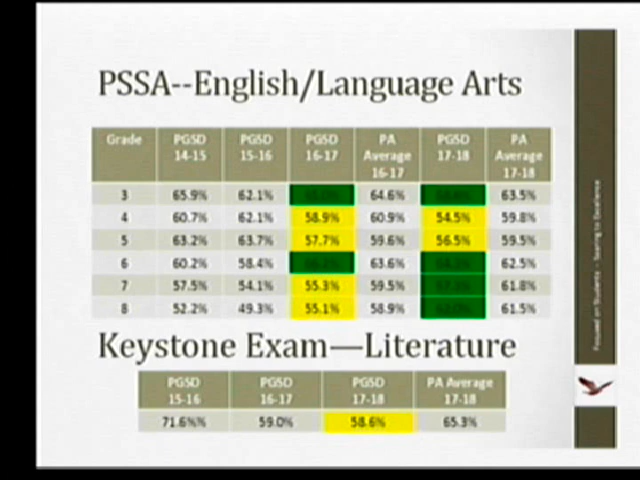 PSSA--English/Language Arts
Grade PGSD 14-15 PGSD 15-16 PGSD 16-17 PA Average 16-17 PGSD 17-18 PA Average 17-18
3 65.9% 62.1% 64.6% 63.5%
4 60.7% 62.1% 58.9% 60.9% 54.5% 59.8%
5 63.2% 63.7% 57.7% 59.6% 56.5% 59.5%
6 60.2% 58.4% 63.6% 62.5%
7 57.5% 54.1% 55.3% 59.5% 61.8%
8 52.2% 49.3% 55.1% 58.9% 61.5%
Keystone Exam—Literature
PGSD 15-16 PGSD 16-17 PGSD 17-18 PA Average 17-18
71.6%% 59.0% 58.6% 65.3%
Focused on Students - Soaring to Excellence